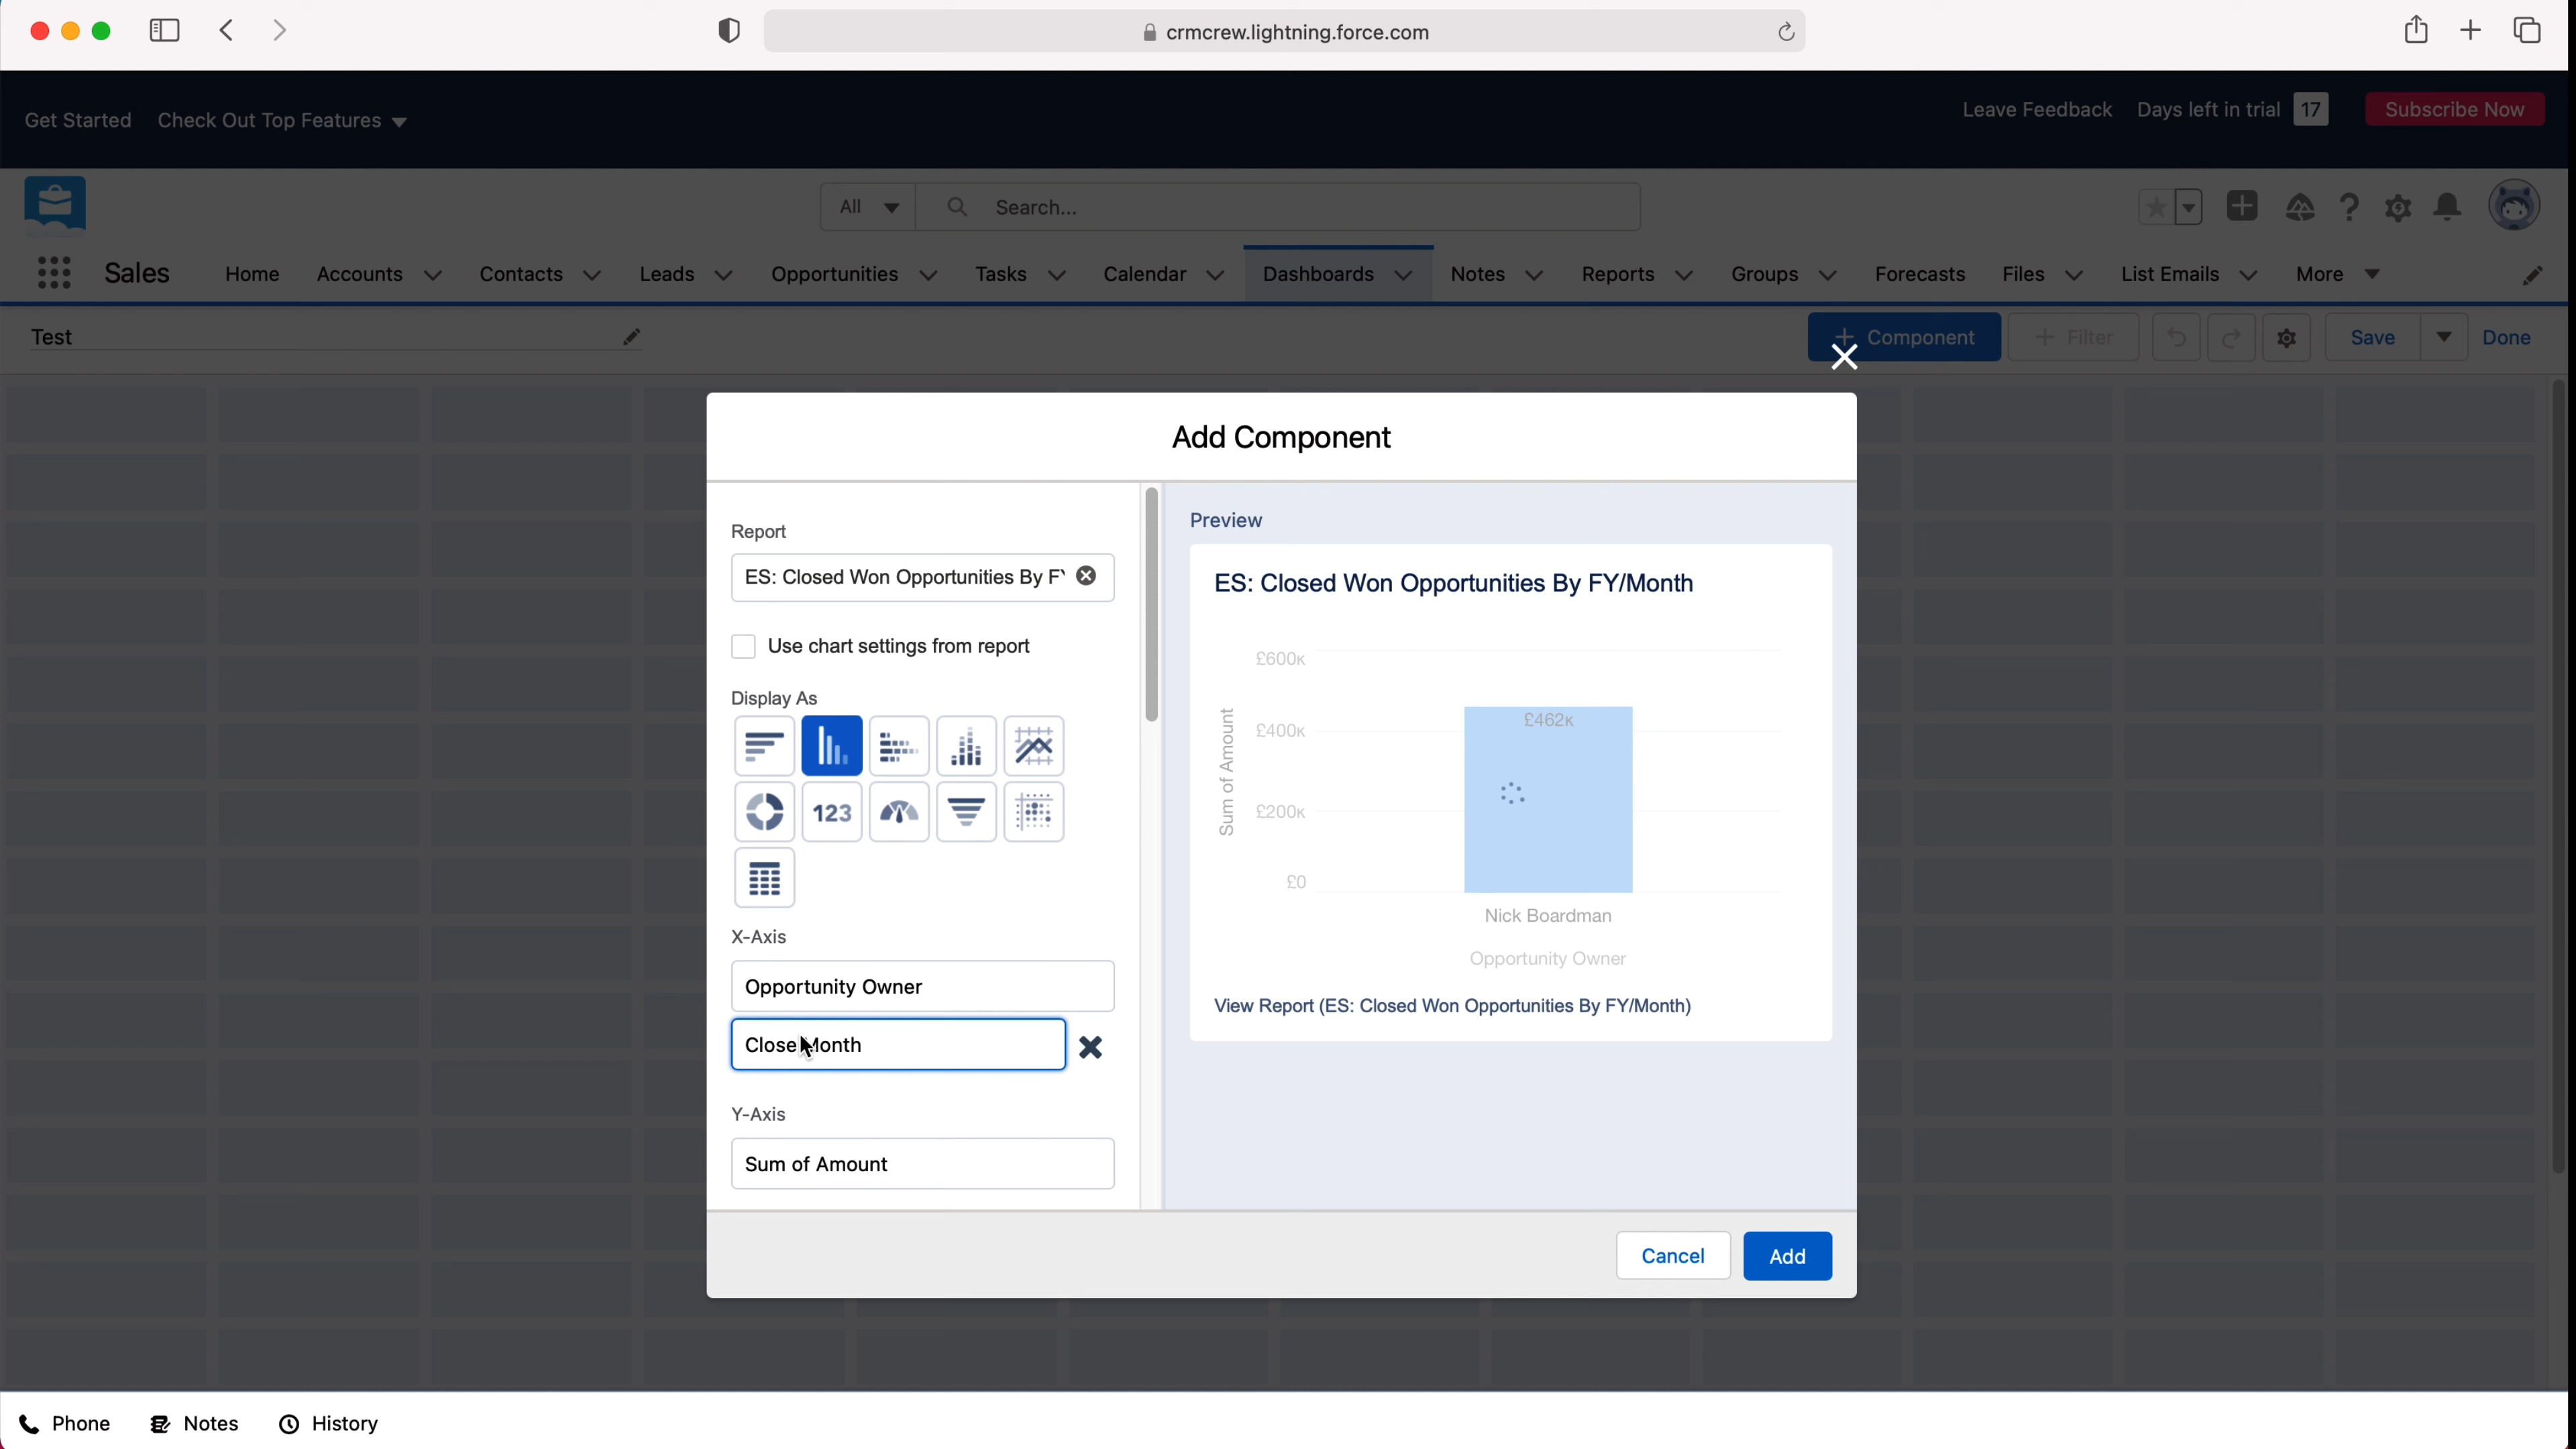 crmcrew.lightning.force.com
Get Started Check Out Top Features
Leave Feedback Days left in trial 17 Subscribe Now
All Search...
Sales Home Accounts Contacts Leads Opportunities Tasks Calendar Dashboards Notes Reports Groups Forecasts Files List Emails More
Test
+ Component + Filter Save Done
Add Component
Report
ES: Closed Won Opportunities By F
Use chart settings from report
Display As
123
X-Axis
Opportunity Owner
Close Month
Y-Axis
Sum of Amount
Preview
ES: Closed Won Opportunities By FY/Month
£600K
£400K
£200K
£0
Sum of Amount
£462K
Nick Boardman
Opportunity Owner
View Report (ES: Closed Won Opportunities By FY/Month)
Cancel Add
Phone Notes History